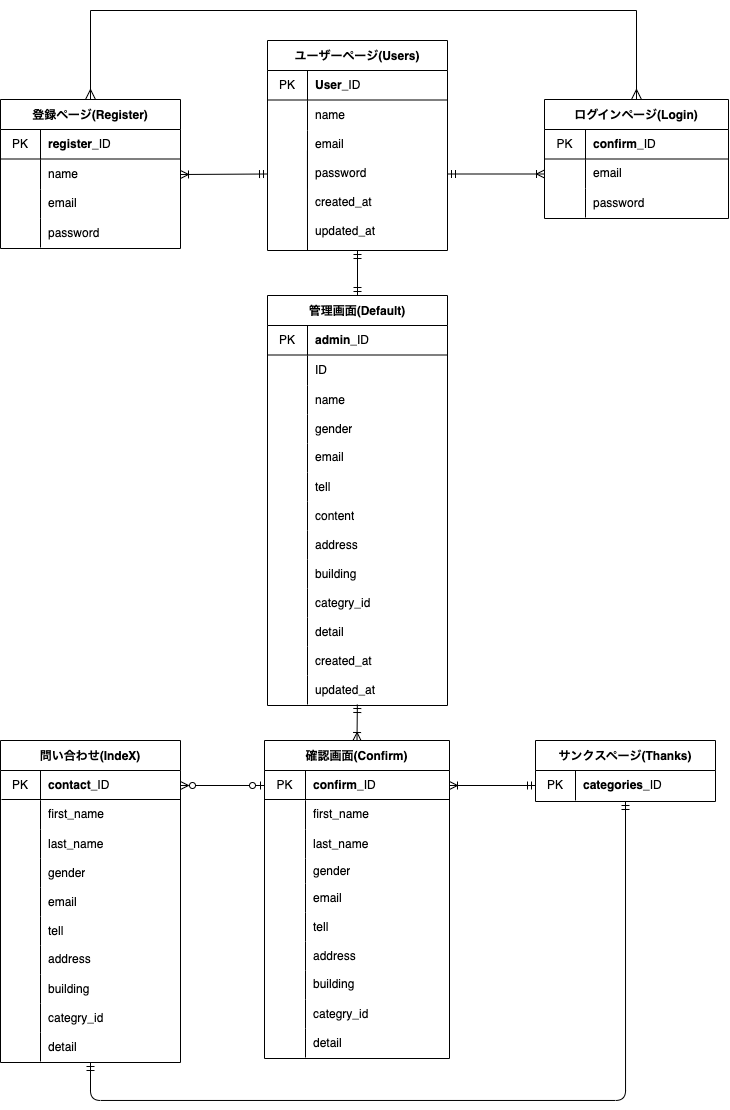 ユーザーページ(Users)
PK User_ID
name
email
password
created_at
updated_at
登録ページ(Register)
PK register_ID
name
email
password
ログインページ(Login)
PK confirm_ID
email
password
管理画面(Default)
PK admin_ID
ID
name
gender
email
tell
content
address
building
categry_id
detail
created_at
updated_at
問い合わせ(IndeX)
PK contact_ID
first_name
last_name
gender
email
tell
address
building
categry_id
detail
確認画面(Confirm)
PK confirm_ID
first_name
last_name
gender
email
tell
address
building
categry_id
detail
サンクスページ(Thanks)
PK categories_ID